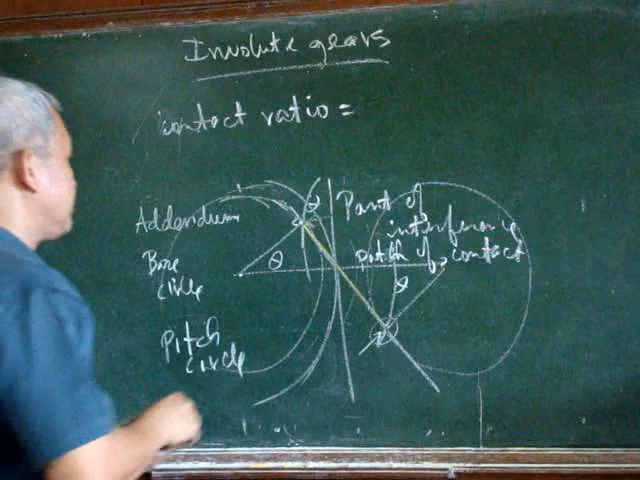 Involute gears
contact ratio =
Addendum
Base
circle
Pitch
circle
θ
θ
Point of
interference
path of contact
θ